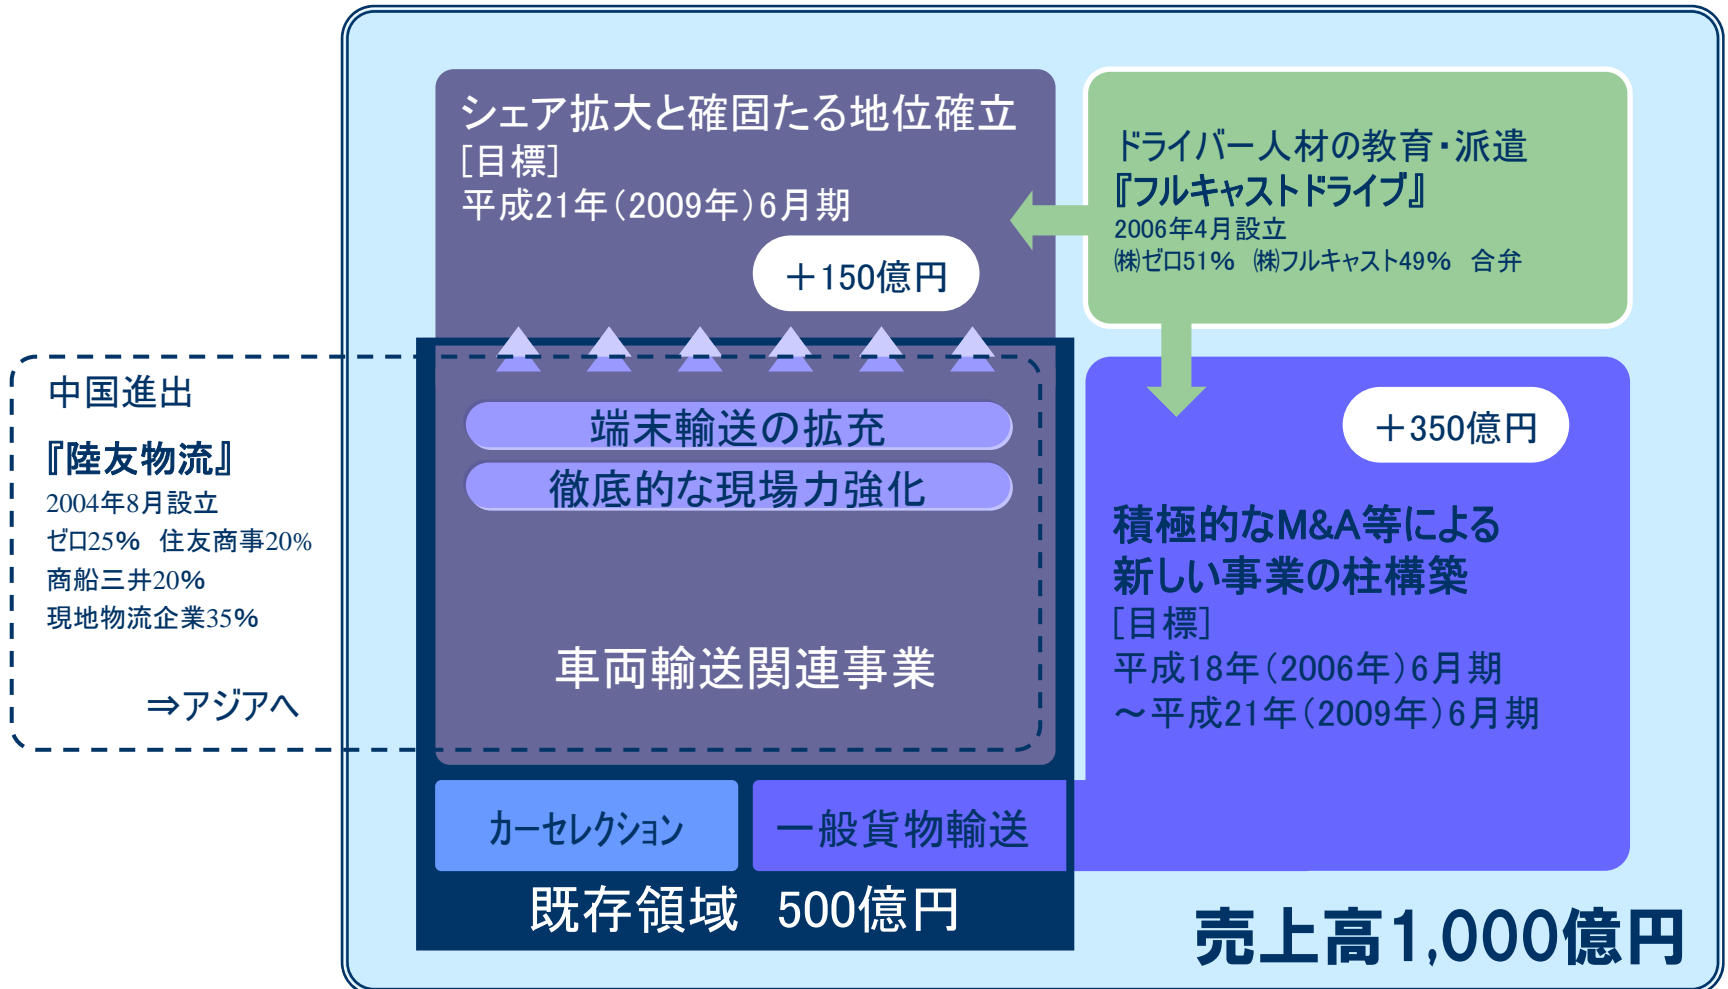 シェア拡大と確固たる地位確立
[目標]
平成21年（2009年）6月期
＋150億円
ドライバー人材の教育・派遣
『フルキャストドライブ』
2006年4月設立
㈱ゼロ51%　㈱フルキャスト49%　合弁
中国進出
『陸友物流』
2004年8月設立
ゼロ25%　住友商事20%
商船三井20%
現地物流企業35%
⇒アジアへ
端末輸送の拡充
徹底的な現場力強化
車両輸送関連事業
＋350億円
積極的なM&A等による
新しい事業の柱構築
[目標]
平成18年（2006年）6月期
～平成21年（2009年）6月期
カーセレクション
一般貨物輸送
既存領域　500億円
売上高1,000億円